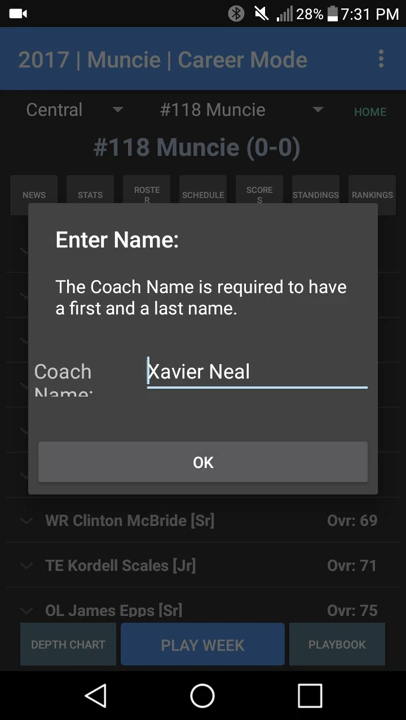 28% 7:31 PM
2017 | Muncie | Career Mode
Central #118 Muncie HOME
#118 Muncie (0-0)
NEWS STATS ROSTE SCHEDULE SCORE STANDINGS RANKINGS
R S
Enter Name:
The Coach Name is required to have
a first and a last name.
Coach Xavier Neal
Name:
OK
WR Clinton McBride [Sr] Ovr: 69
TE Kordell Scales [Jr] Ovr: 71
OL James Epps [Sr] Ovr: 75
DEPTH CHART PLAY WEEK PLAYBOOK